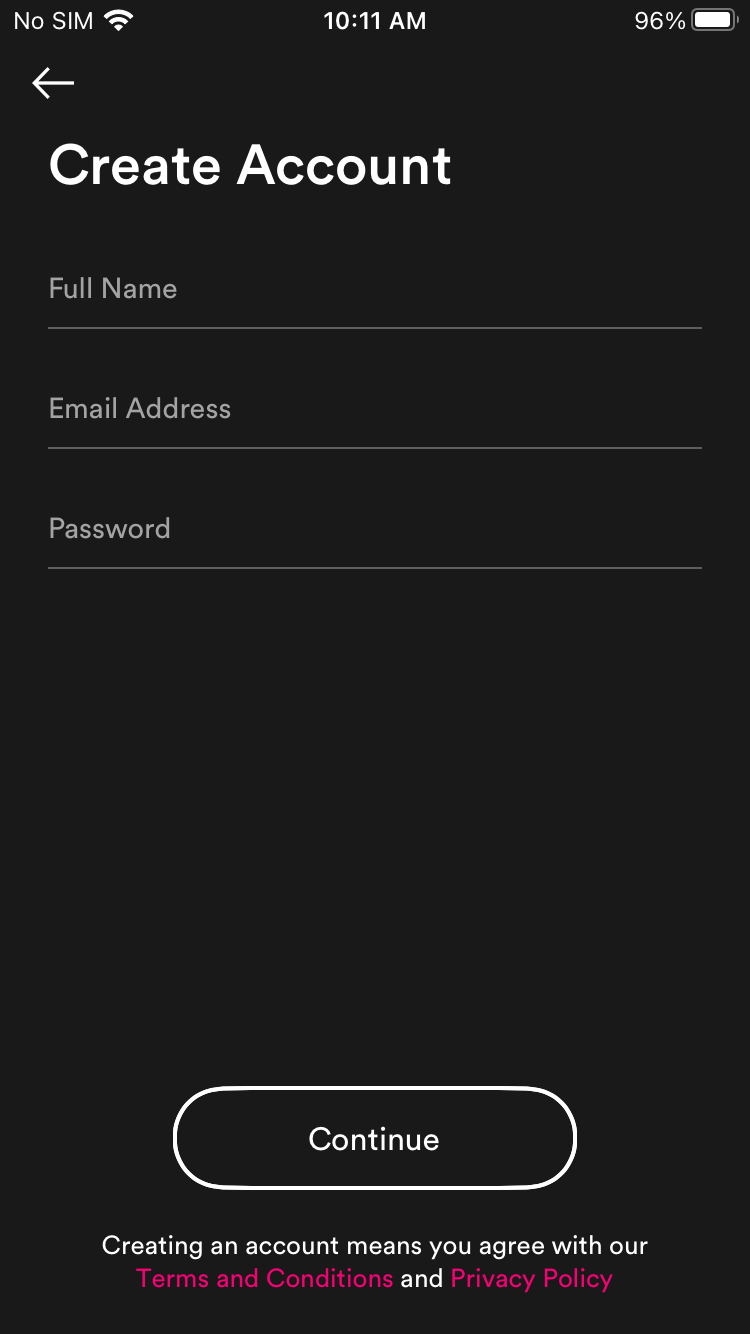 No SIM 10:11 AM 96%
Create Account
Full Name
Email Address
Password
Continue
Creating an account means you agree with our
Terms and Conditions and Privacy Policy